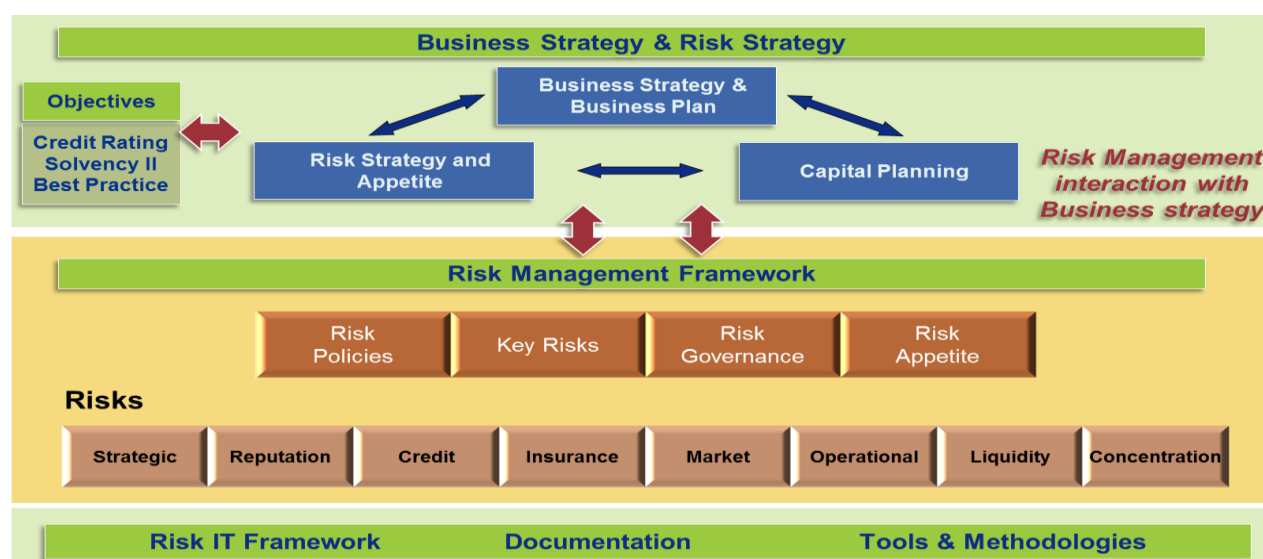 Business Strategy & Risk Strategy
Business Strategy &
Business Plan
Objectives
Credit Rating
Solvency II
Best Practice
Risk Strategy and
Appetite
Capital Planning
Risk Management
interaction with
Business strategy
Risk Management Framework
Risk
Policies
Key Risks
Risk
Governance
Risk
Appetite
Risks
Strategic
Reputation
Credit
Insurance
Market
Operational
Liquidity
Concentration
Risk IT Framework
Documentation
Tools & Methodologies